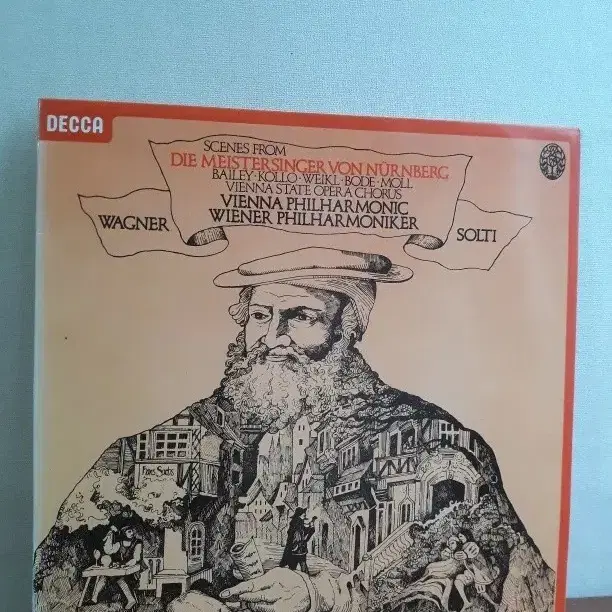 DECCA
SCENES FROM
DIE MEISTERSINGER VON NÜRNBERG
BAILEY · KOLLO · WEIKL · BODE · MOLL
VIENNA STATE OPERA CHORUS
VIENNA PHILHARMONIC
WIENER PHILHARMONIKER
WAGNER
SOLTI
Hans Sachs